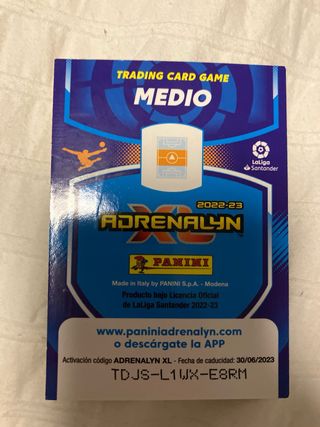 TRADING CARD GAME
MEDIO
LaLiga
Santander
2022-23
ADRENALYN
XL
PANINI
Made in Italy by PANINI S.p.A. - Modena
Producto bajo Licencia Oficial
de LaLiga Santander 2022-23
www.paniniadrenalyn.com
o descárgate la APP
Activación código ADRENALYN XL - Fecha de caducidad: 30/06/2023
TDJS-L1WX-E8RM